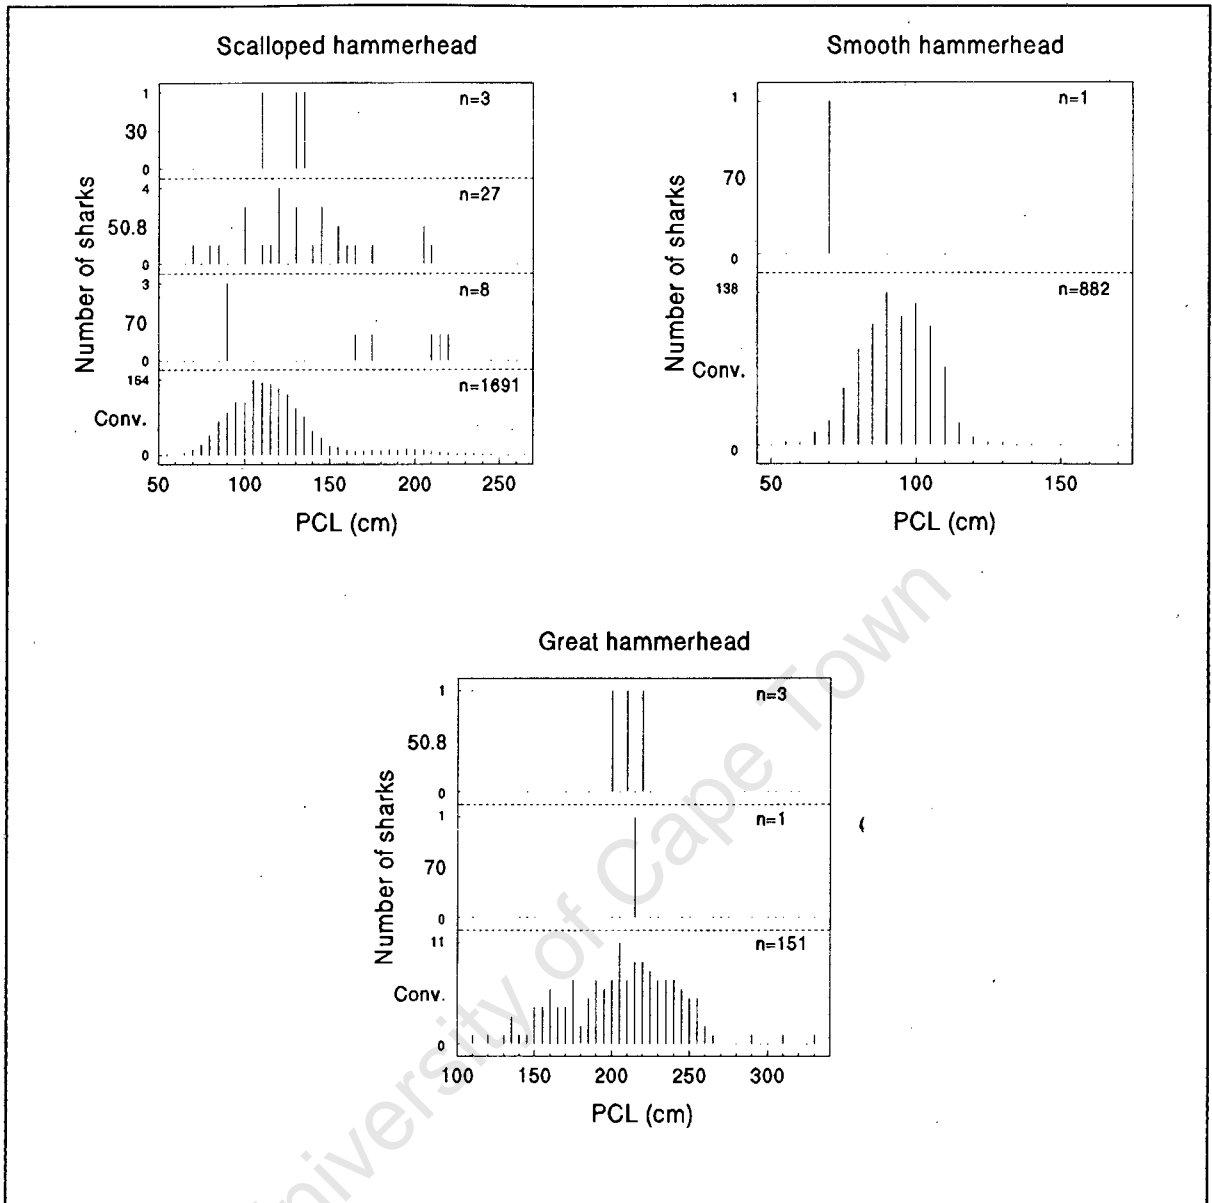 Scalloped hammerhead
Number of sharks
1
30
0
n=3
4
50.8
0
n=27
3
70
0
n=8
164
Conv.
0
n=1691
50 100 150 200 250
PCL (cm)
Smooth hammerhead
Number of sharks
1
70
0
n=1
138
Conv.
0
n=882
50 100 150
PCL (cm)
Great hammerhead
Number of sharks
1
50.8
0
n=3
1
70
0
n=1
11
Conv.
0
n=151
100 150 200 250 300
PCL (cm)
University of Cape Town